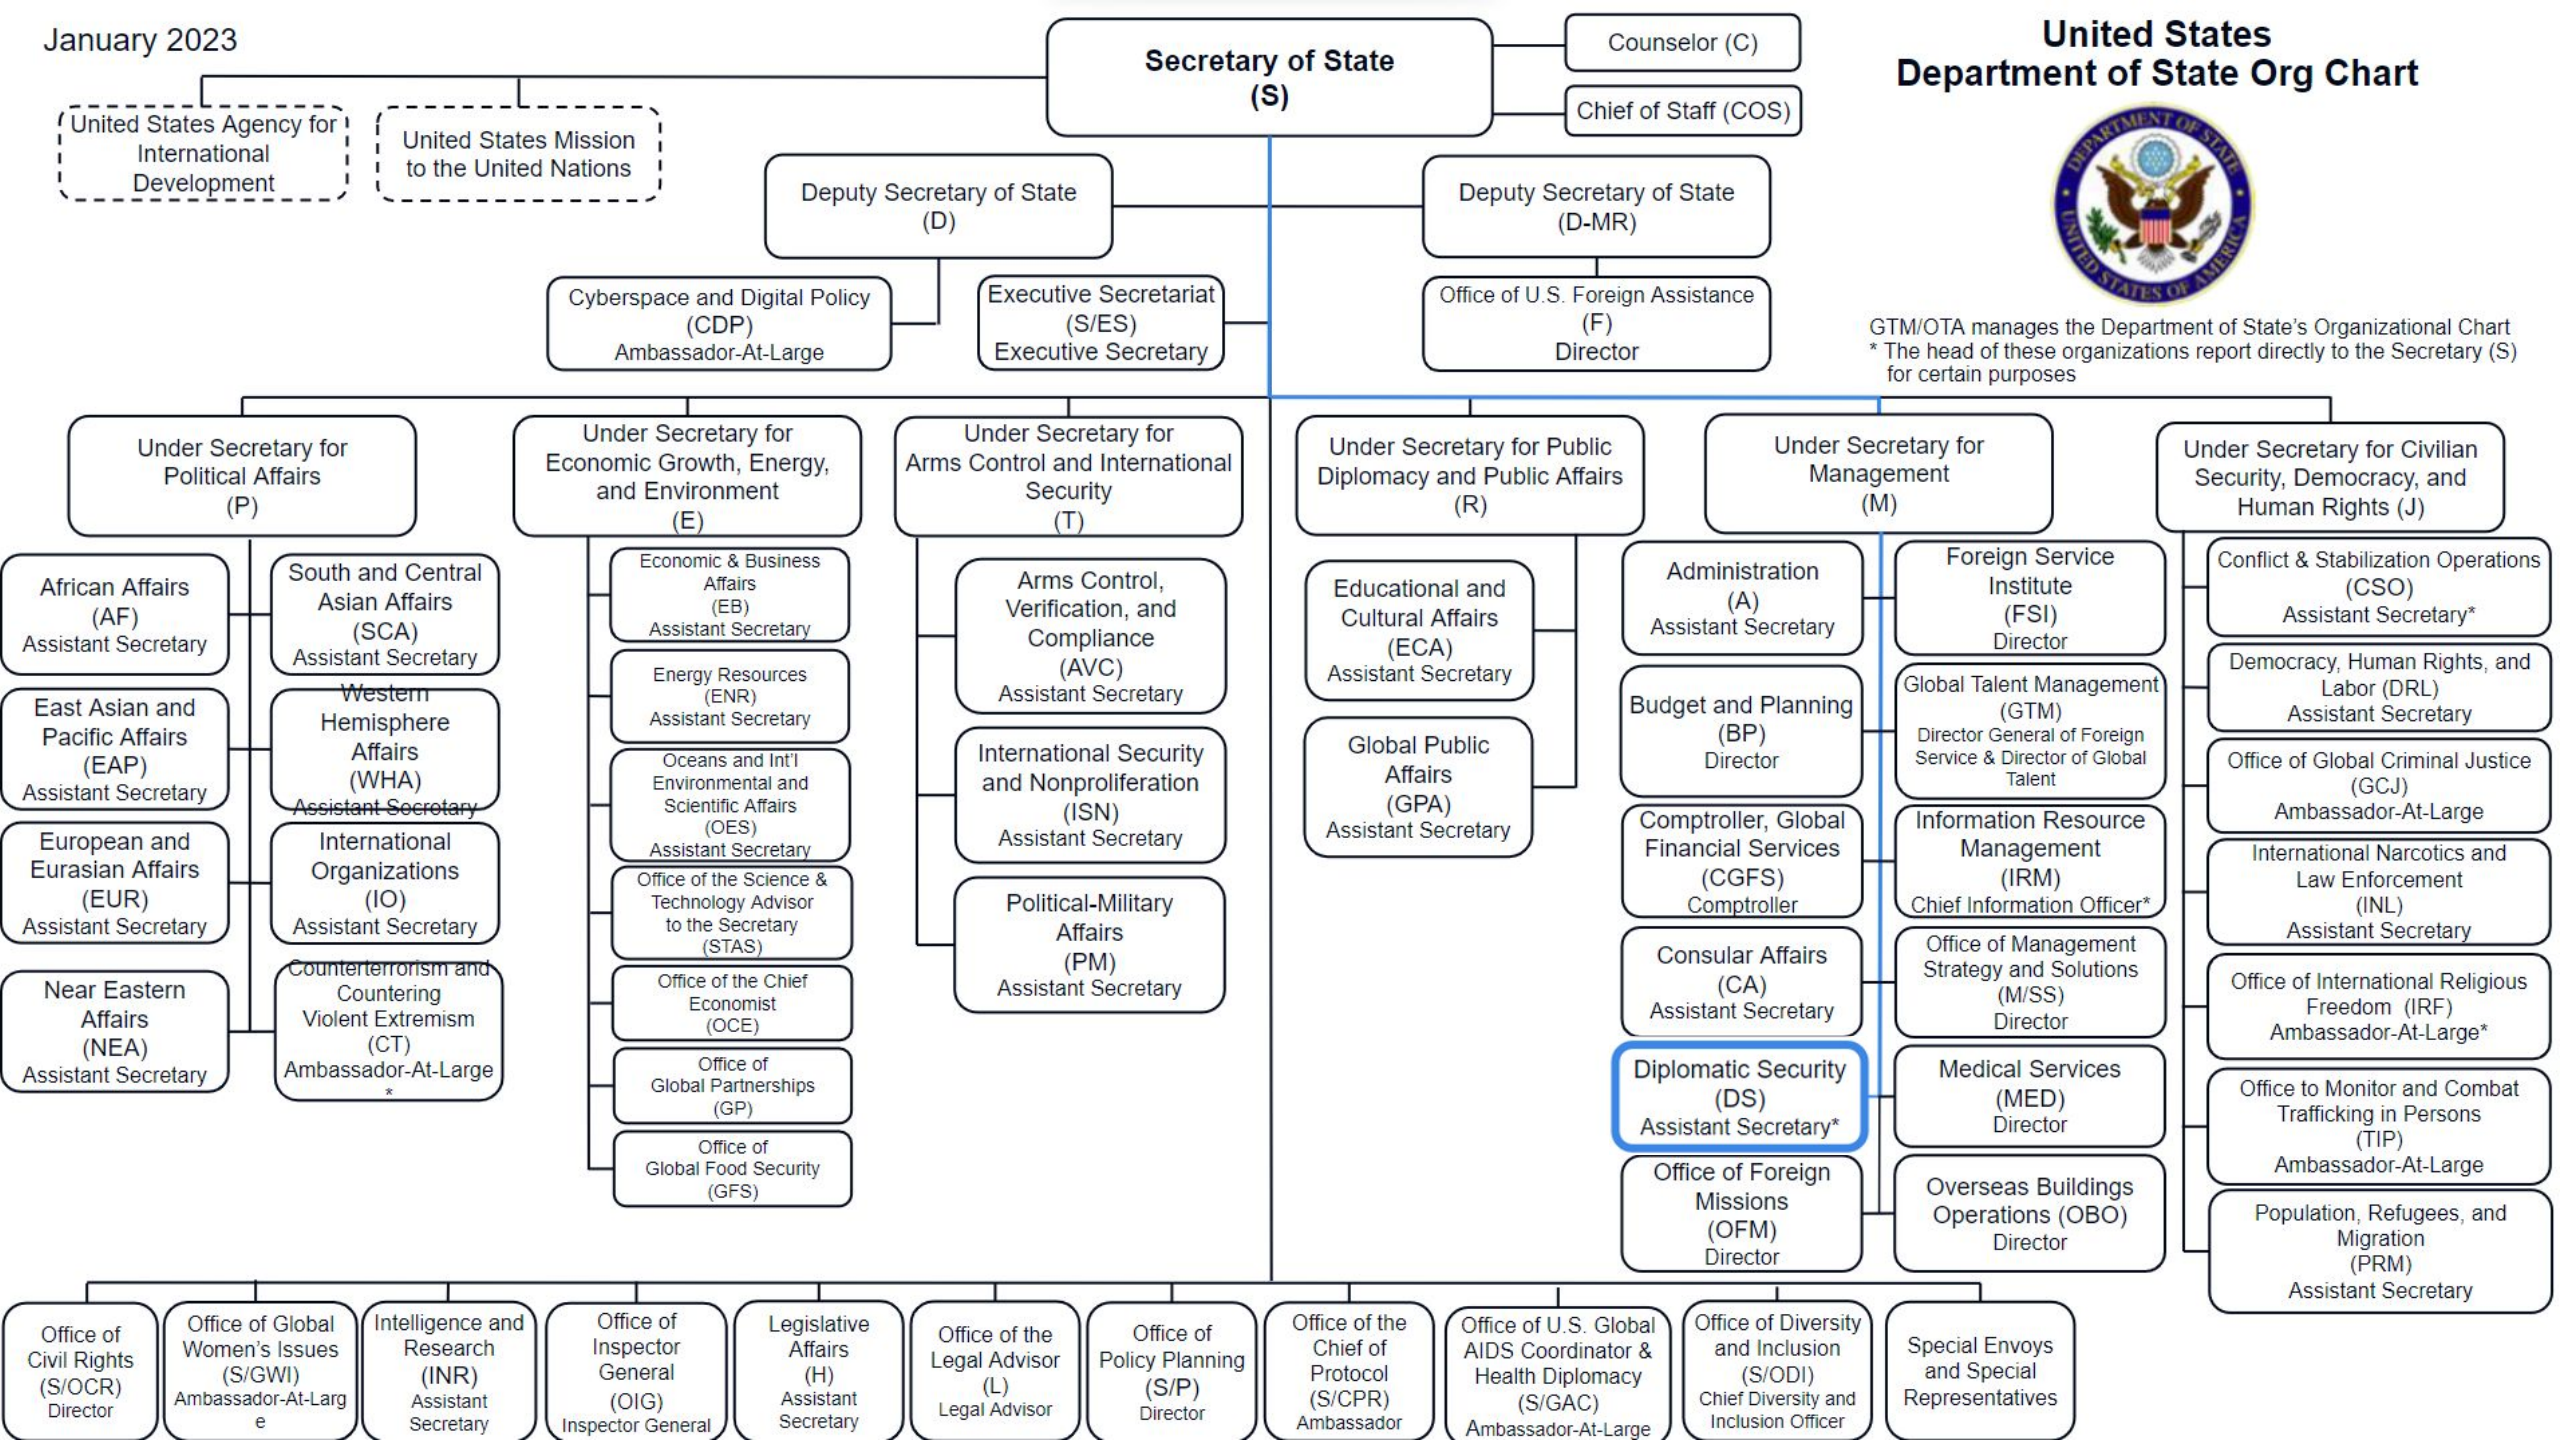 January 2023
Secretary of State
(S)
Counselor (C)
Chief of Staff (COS)
United States
Department of State Org Chart
DEPARTMENT OF STATE
UNITED STATES OF AMERICA
United States Agency for
International
Development
United States Mission
to the United Nations
Deputy Secretary of State
(D)
Deputy Secretary of State
(D-MR)
Cyberspace and Digital Policy
(CDP)
Ambassador-At-Large
Executive Secretariat
(S/ES)
Executive Secretary
Office of U.S. Foreign Assistance
(F)
Director
GTM/OTA manages the Department of State's Organizational Chart
* The head of these organizations report directly to the Secretary (S)
for certain purposes
Under Secretary for
Political Affairs
(P)
African Affairs
(AF)
Assistant Secretary
South and Central
Asian Affairs
(SCA)
Assistant Secretary
East Asian and
Pacific Affairs
(EAP)
Assistant Secretary
Western
Hemisphere
Affairs
(WHA)
Assistant Secretary
European and
Eurasian Affairs
(EUR)
Assistant Secretary
International
Organizations
(IO)
Assistant Secretary
Near Eastern
Affairs
(NEA)
Assistant Secretary
Counterterrorism and
Countering
Violent Extremism
(CT)
Ambassador-At-Large
*
Under Secretary for
Economic Growth, Energy,
and Environment
(E)
Economic & Business
Affairs
(EB)
Assistant Secretary
Energy Resources
(ENR)
Assistant Secretary
Oceans and Int'l
Environmental and
Scientific Affairs
(OES)
Assistant Secretary
Office of the Science &
Technology Advisor
to the Secretary
(STAS)
Office of the Chief
Economist
(OCE)
Office of
Global Partnerships
(GP)
Office of
Global Food Security
(GFS)
Under Secretary for
Arms Control and International
Security
(T)
Arms Control,
Verification, and
Compliance
(AVC)
Assistant Secretary
International Security
and Nonproliferation
(ISN)
Assistant Secretary
Political-Military
Affairs
(PM)
Assistant Secretary
Under Secretary for Public
Diplomacy and Public Affairs
(R)
Educational and
Cultural Affairs
(ECA)
Assistant Secretary
Global Public
Affairs
(GPA)
Assistant Secretary
Under Secretary for
Management
(M)
Administration
(A)
Assistant Secretary
Foreign Service
Institute
(FSI)
Director
Budget and Planning
(BP)
Director
Global Talent Management
(GTM)
Director General of Foreign
Service & Director of Global
Talent
Comptroller, Global
Financial Services
(CGFS)
Comptroller
Information Resource
Management
(IRM)
Chief Information Officer*
Consular Affairs
(CA)
Assistant Secretary
Office of Management
Strategy and Solutions
(M/SS)
Director
Diplomatic Security
(DS)
Assistant Secretary*
Medical Services
(MED)
Director
Office of Foreign
Missions
(OFM)
Director
Overseas Buildings
Operations (OBO)
Director
Under Secretary for Civilian
Security, Democracy, and
Human Rights (J)
Conflict & Stabilization Operations
(CSO)
Assistant Secretary*
Democracy, Human Rights, and
Labor (DRL)
Assistant Secretary
Office of Global Criminal Justice
(GCJ)
Ambassador-At-Large
International Narcotics and
Law Enforcement
(INL)
Assistant Secretary
Office of International Religious
Freedom (IRF)
Ambassador-At-Large*
Office to Monitor and Combat
Trafficking in Persons
(TIP)
Ambassador-At-Large
Population, Refugees, and
Migration
(PRM)
Assistant Secretary
Office of
Civil Rights
(S/OCR)
Director
Office of Global
Women's Issues
(S/GWI)
Ambassador-At-Larg
e
Intelligence and
Research
(INR)
Assistant
Secretary
Office of
Inspector
General
(OIG)
Inspector General
Legislative
Affairs
(H)
Assistant
Secretary
Office of the
Legal Advisor
(L)
Legal Advisor
Office of
Policy Planning
(S/P)
Director
Office of the
Chief of
Protocol
(S/CPR)
Ambassador
Office of U.S. Global
AIDS Coordinator &
Health Diplomacy
(S/GAC)
Ambassador-At-Large
Office of Diversity
and Inclusion
(S/ODI)
Chief Diversity and
Inclusion Officer
Special Envoys
and Special
Representatives